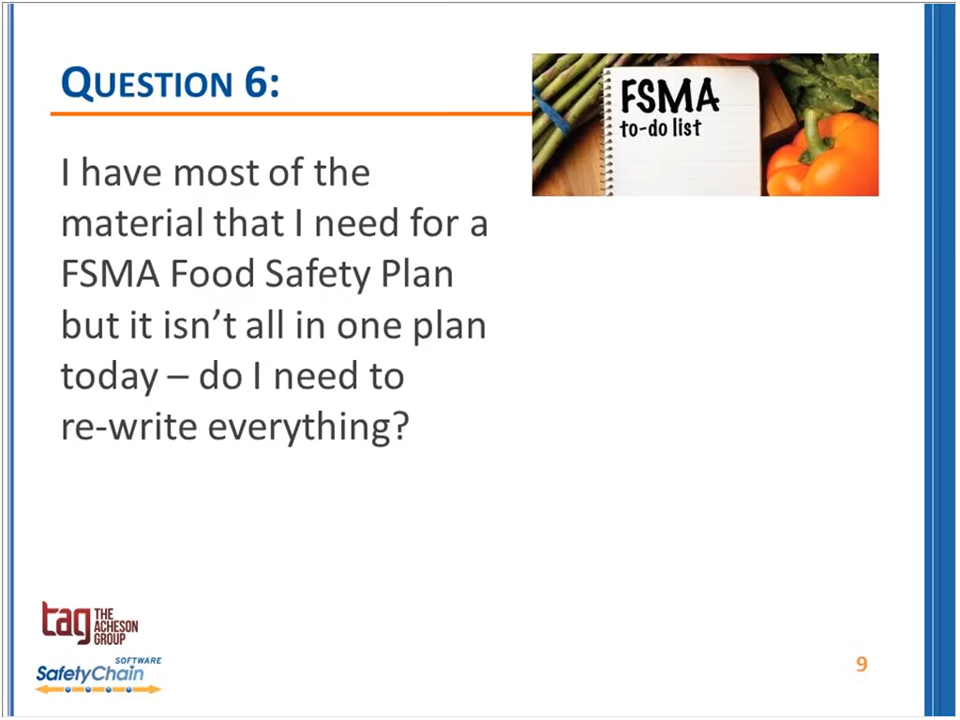 QUESTION 6:
FSMA
to-do list
I have most of the
material that I need for a
FSMA Food Safety Plan
but it isn’t all in one plan
today – do I need to
re-write everything?
tag THE
ACHESON
GROUP
SOFTWARE
SafetyChain
9